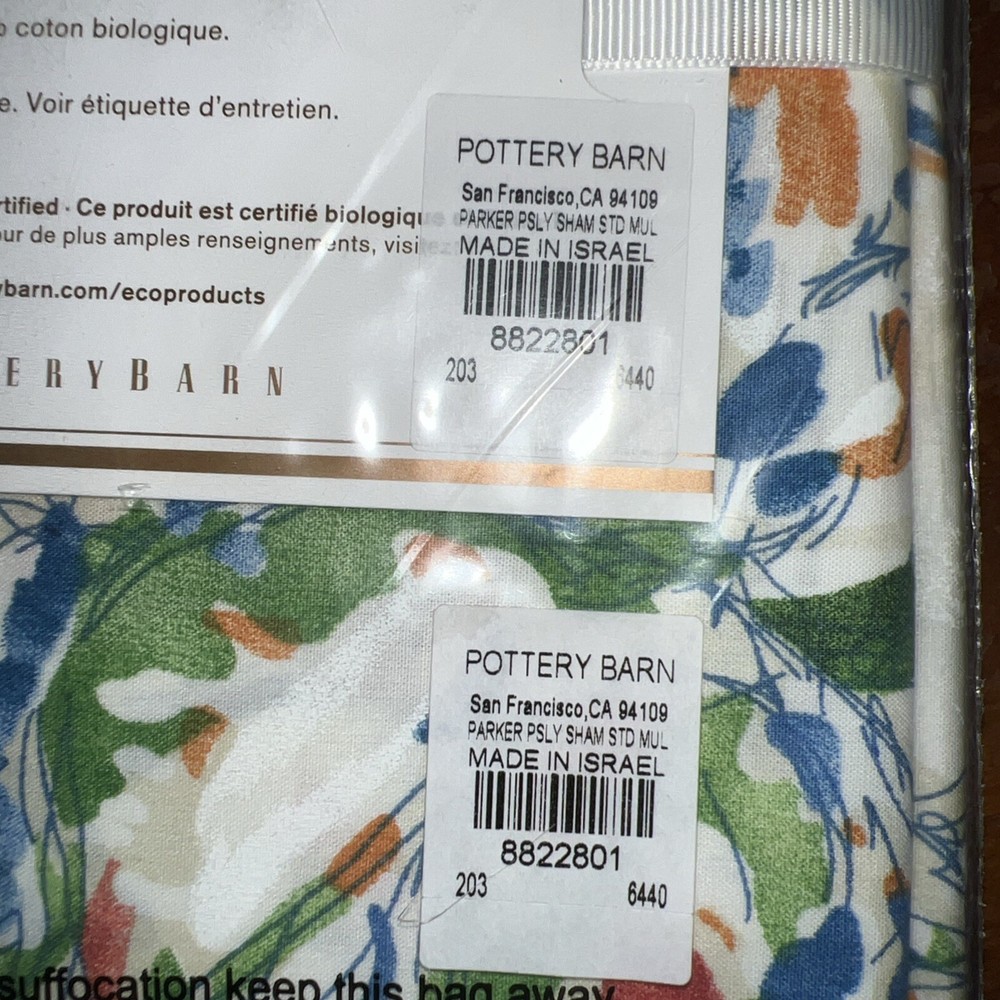 coton biologique.
e. Voir étiquette d'entretien.
rtified · Ce produit est certifié biologiqu
ur de plus amples renseignements, visitez
ybarn.com/ecoproducts
ERYBARN
POTTERY BARN
San Francisco,CA 94109
PARKER PSLY SHAM STD MUL
MADE IN ISRAEL
8822801
203 6440
POTTERY BARN
San Francisco,CA 94109
PARKER PSLY SHAM STD MUL
MADE IN ISRAEL
8822801
203 6440
suffocation keep this bag away